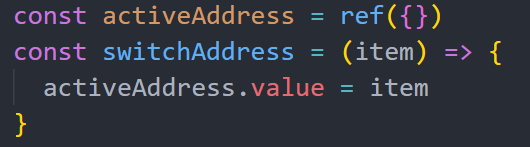 const activeAddress = ref({})
const switchAddress = (item) => {
  activeAddress.value = item
}